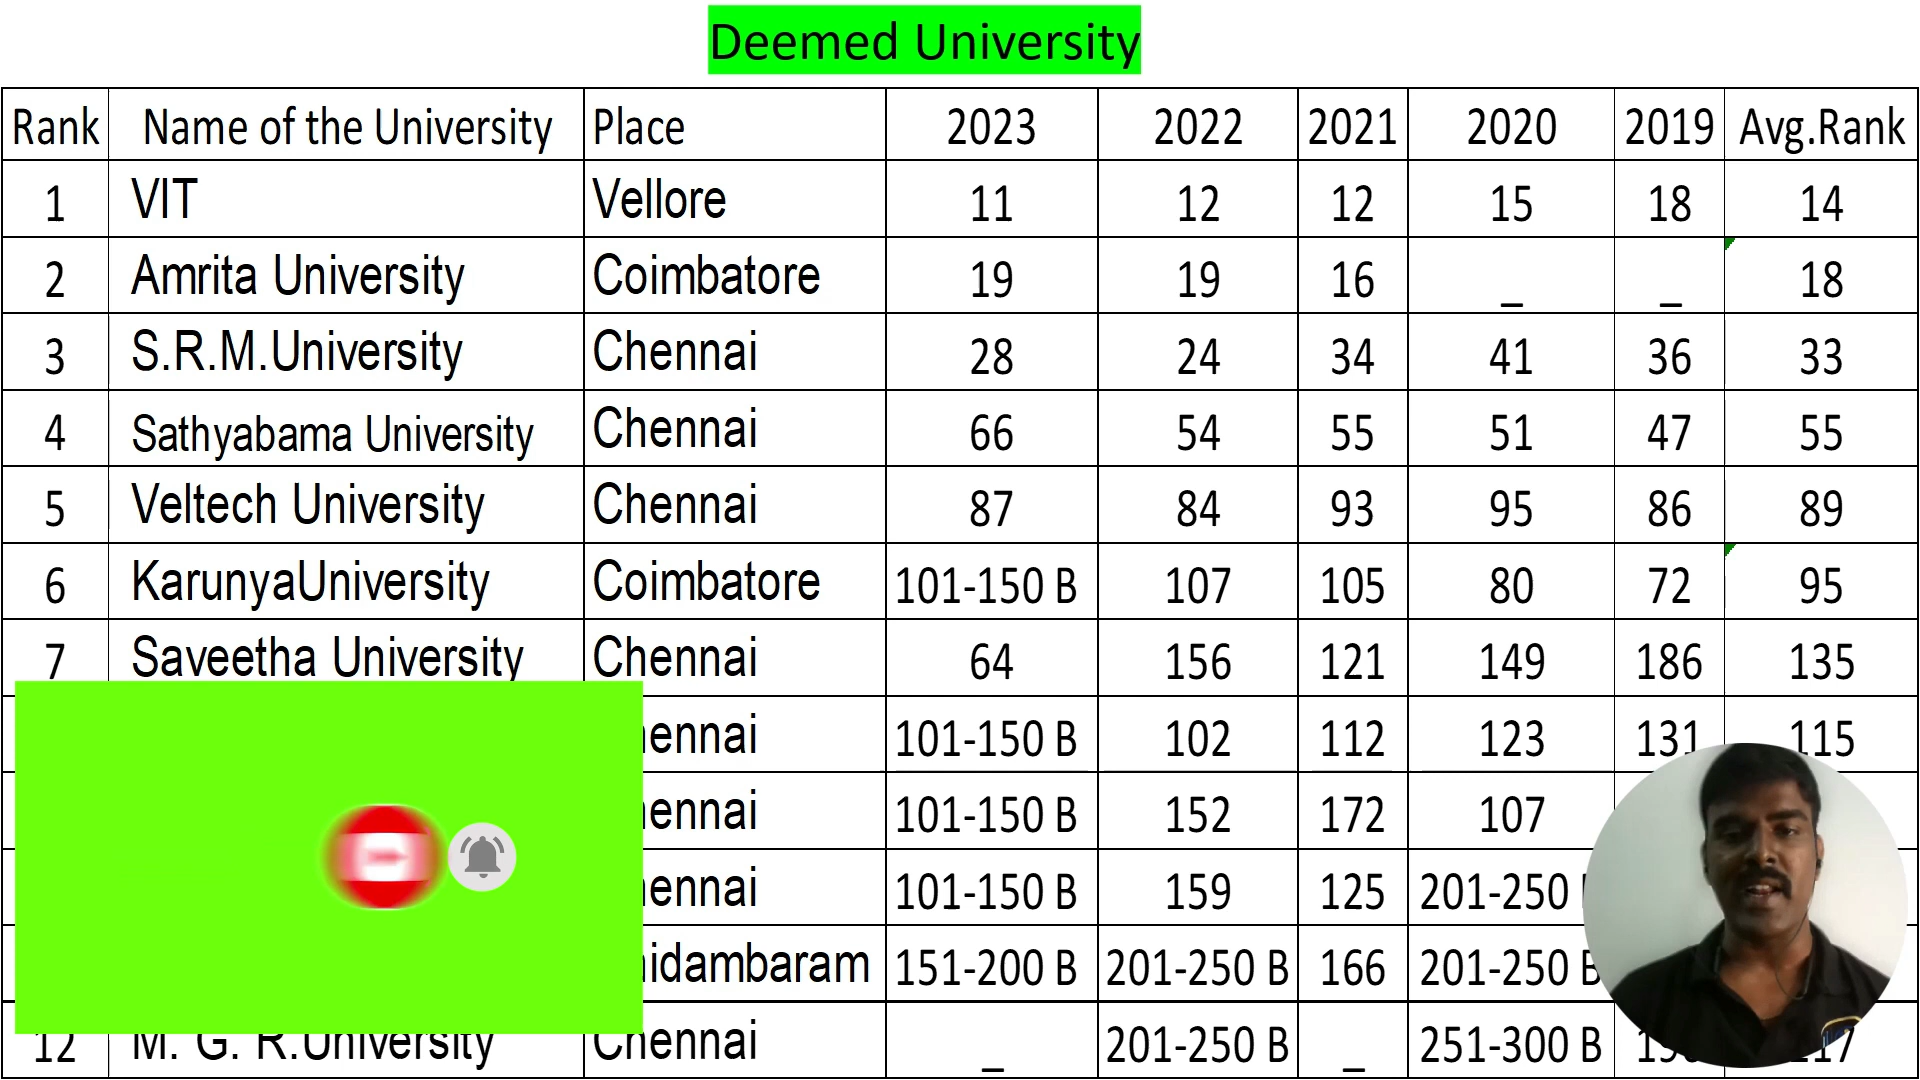 Deemed University
Rank Name of the University Place 2023 2022 2021 2020 2019 Avg.Rank
1 VIT Vellore 11 12 12 15 18 14
2 Amrita University Coimbatore 19 19 16 _ _ 18
3 S.R.M.University Chennai 28 24 34 41 36 33
4 Sathyabama University Chennai 66 54 55 51 47 55
5 Veltech University Chennai 87 84 93 95 86 89
6 KarunyaUniversity Coimbatore 101-150 B 107 105 80 72 95
7 Saveetha University Chennai 64 156 121 149 186 135
ennai 101-150 B 102 112 123 131 115
ennai 101-150 B 152 172 107
ennai 101-150 B 159 125 201-250
idambaram 151-200 B 201-250 B 166 201-250 B
12 M. G. R.University Chennai _ 201-250 B _ 251-300 B